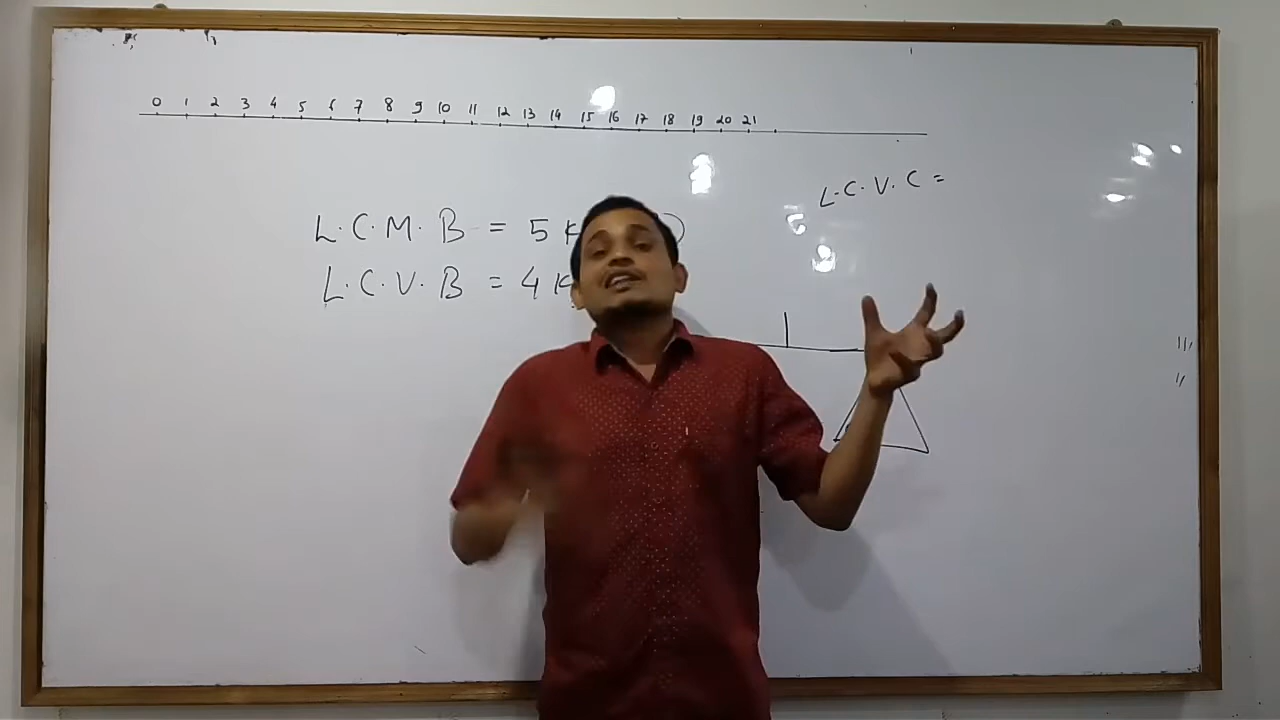 0 1 2 3 4 5 6 7 8 9 10 11 12 13 14 15 16 17 18 19 20 21
L.C.V.C =
L.C.M.B = 5 K
L.C.V.B = 4 K